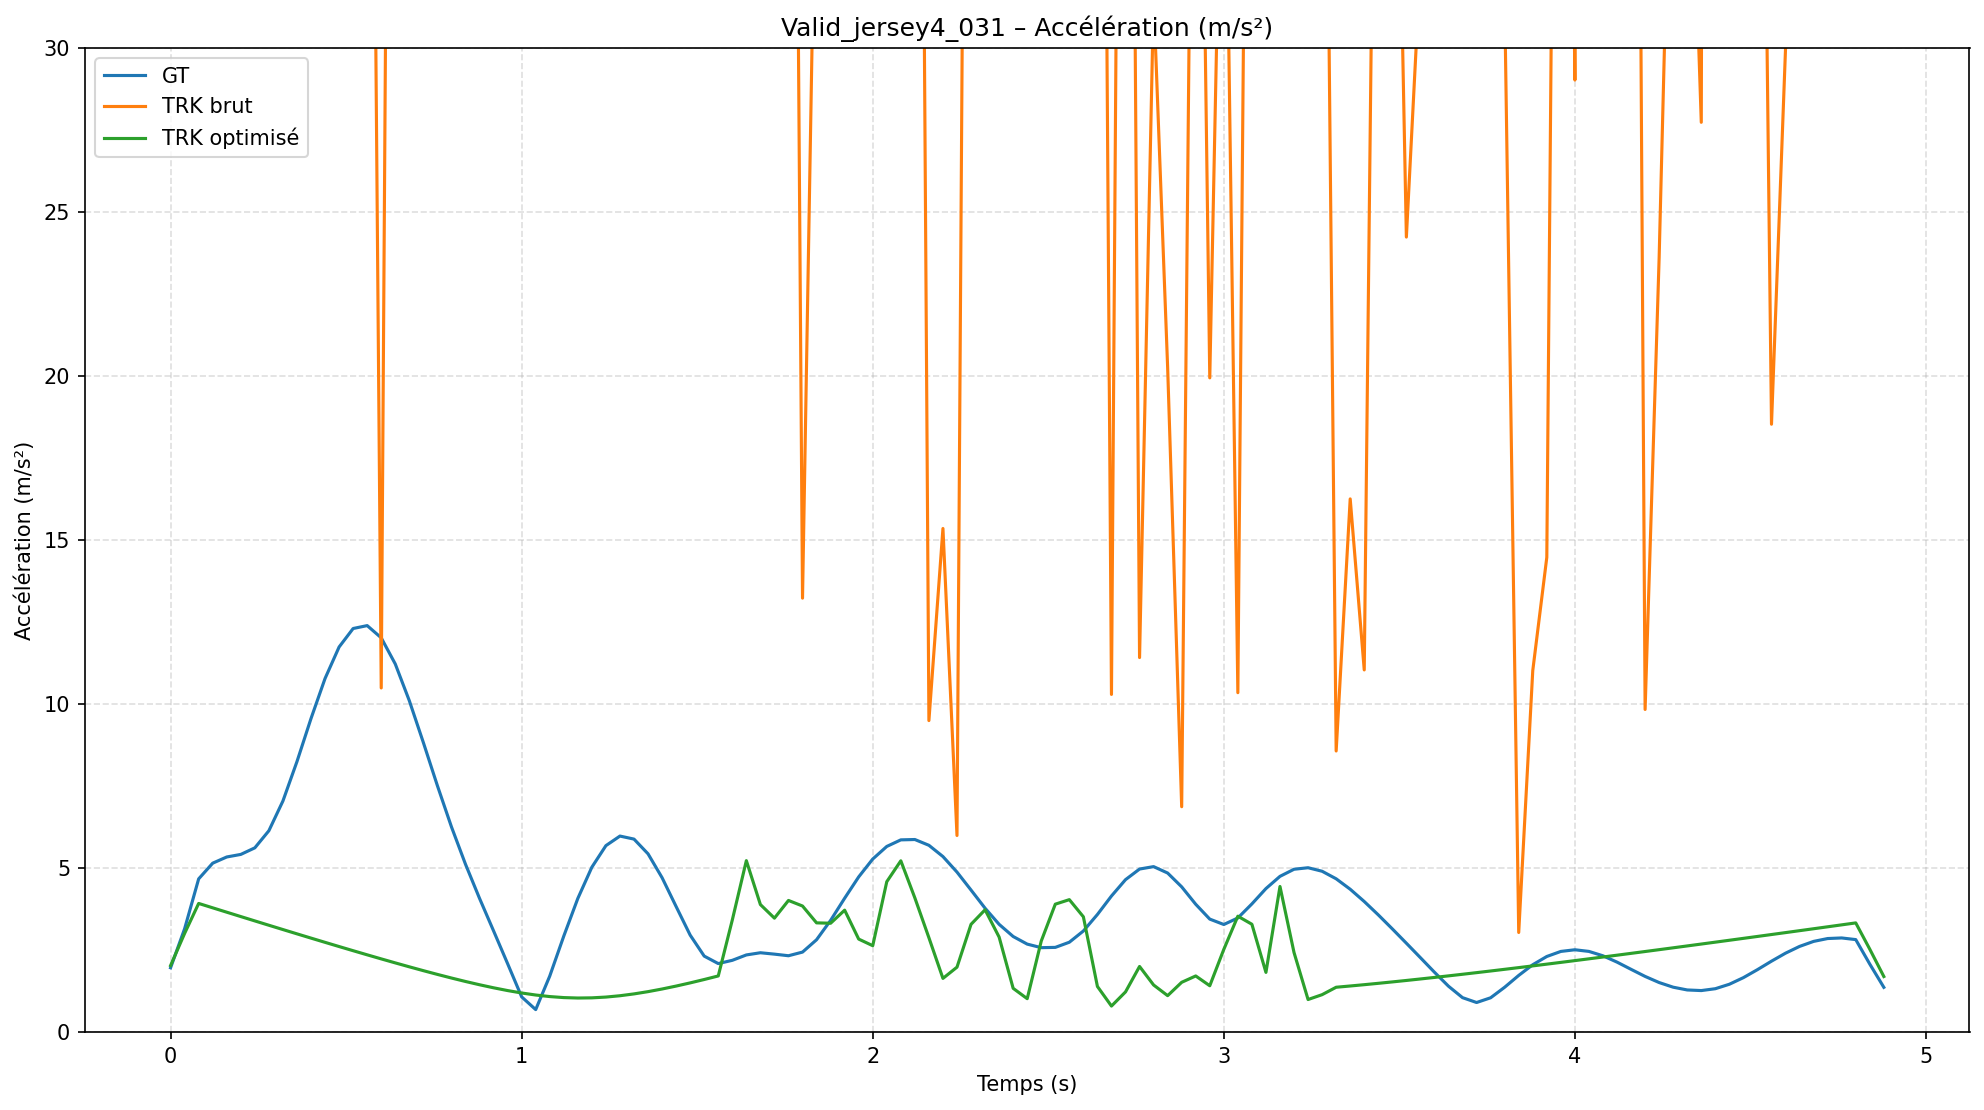 Valid_jersey4_031 – Accélération (m/s²)
30
25
20
15
10
5
0
Accélération (m/s²)
GT
TRK brut
TRK optimisé
0 1 2 3 4 5
Temps (s)